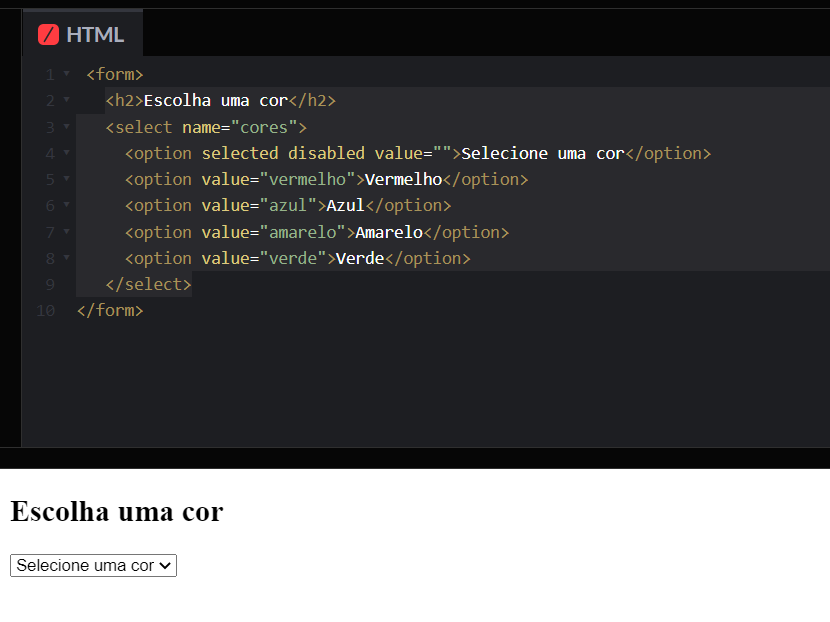 HTML
1 <form>
2 <h2>Escolha uma cor</h2>
3 <select name="cores">
4 <option selected disabled value="">Selecione uma cor</option>
5 <option value="vermelho">Vermelho</option>
6 <option value="azul">Azul</option>
7 <option value="amarelo">Amarelo</option>
8 <option value="verde">Verde</option>
9 </select>
10 </form>
Escolha uma cor
Selecione uma cor